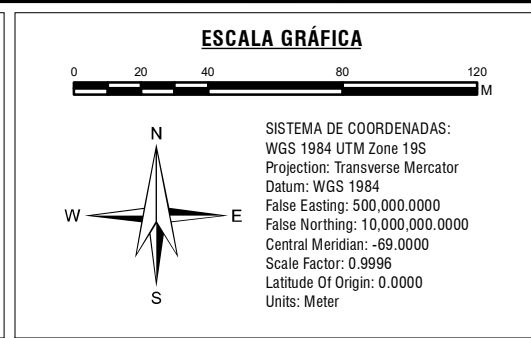 ESCALA GRÁFICA
0 20 40 80 120
M
N
W E
S
SISTEMA DE COORDENADAS:
WGS 1984 UTM Zone 19S
Projection: Transverse Mercator
Datum: WGS 1984
False Easting: 500,000.0000
False Northing: 10,000,000.0000
Central Meridian: -69.0000
Scale Factor: 0.9996
Latitude Of Origin: 0.0000
Units: Meter